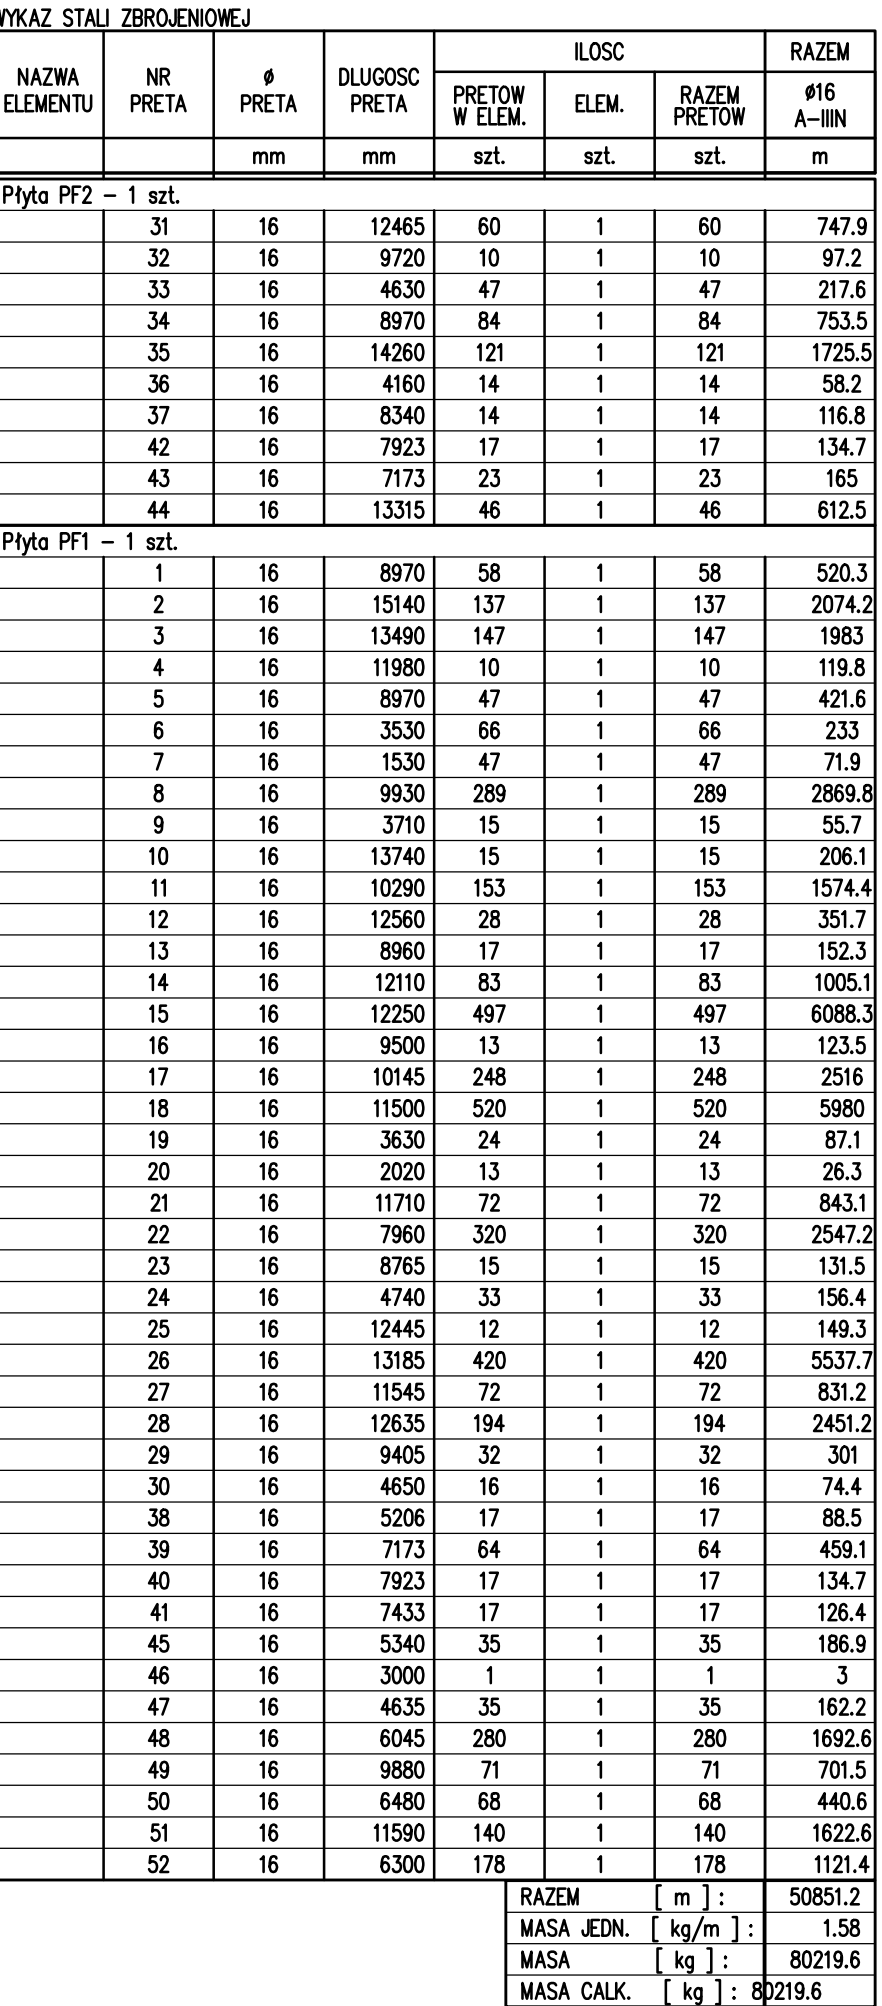 WYKAZ STALI ZBROJENIOWEJ
NAZWA ELEMENTU NR PRETA ø PRETA DLUGOSC PRETA ILOSC RAZEM
PRETOW W ELEM. ELEM. RAZEM PRETOW ø16 A-IIIN
mm mm szt. szt. szt. m
Płyta PF2 - 1 szt.
31 16 12465 60 1 60 747.9
32 16 9720 10 1 10 97.2
33 16 4630 47 1 47 217.6
34 16 8970 84 1 84 753.5
35 16 14260 121 1 121 1725.5
36 16 4160 14 1 14 58.2
37 16 8340 14 1 14 116.8
42 16 7923 17 1 17 134.7
43 16 7173 23 1 23 165
44 16 13315 46 1 46 612.5
Płyta PF1 - 1 szt.
1 16 8970 58 1 58 520.3
2 16 15140 137 1 137 2074.2
3 16 13490 147 1 147 1983
4 16 11980 10 1 10 119.8
5 16 8970 47 1 47 421.6
6 16 3530 66 1 66 233
7 16 1530 47 1 47 71.9
8 16 9930 289 1 289 2869.8
9 16 3710 15 1 15 55.7
10 16 13740 15 1 15 206.1
11 16 10290 153 1 153 1574.4
12 16 12560 28 1 28 351.7
13 16 8960 17 1 17 152.3
14 16 12110 83 1 83 1005.1
15 16 12250 497 1 497 6088.3
16 16 9500 13 1 13 123.5
17 16 10145 248 1 248 2516
18 16 11500 520 1 520 5980
19 16 3630 24 1 24 87.1
20 16 2020 13 1 13 26.3
21 16 11710 72 1 72 843.1
22 16 7960 320 1 320 2547.2
23 16 8765 15 1 15 131.5
24 16 4740 33 1 33 156.4
25 16 12445 12 1 12 149.3
26 16 13185 420 1 420 5537.7
27 16 11545 72 1 72 831.2
28 16 12635 194 1 194 2451.2
29 16 9405 32 1 32 301
30 16 4650 16 1 16 74.4
38 16 5206 17 1 17 88.5
39 16 7173 64 1 64 459.1
40 16 7923 17 1 17 134.7
41 16 7433 17 1 17 126.4
45 16 5340 35 1 35 186.9
46 16 3000 1 1 1 3
47 16 4635 35 1 35 162.2
48 16 6045 280 1 280 1692.6
49 16 9880 71 1 71 701.5
50 16 6480 68 1 68 440.6
51 16 11590 140 1 140 1622.6
52 16 6300 178 1 178 1121.4
RAZEM [ m ] : 50851.2
MASA JEDN. [ kg/m ] : 1.58
MASA [ kg ] : 80219.6
MASA CALK. [ kg ] : 80219.6